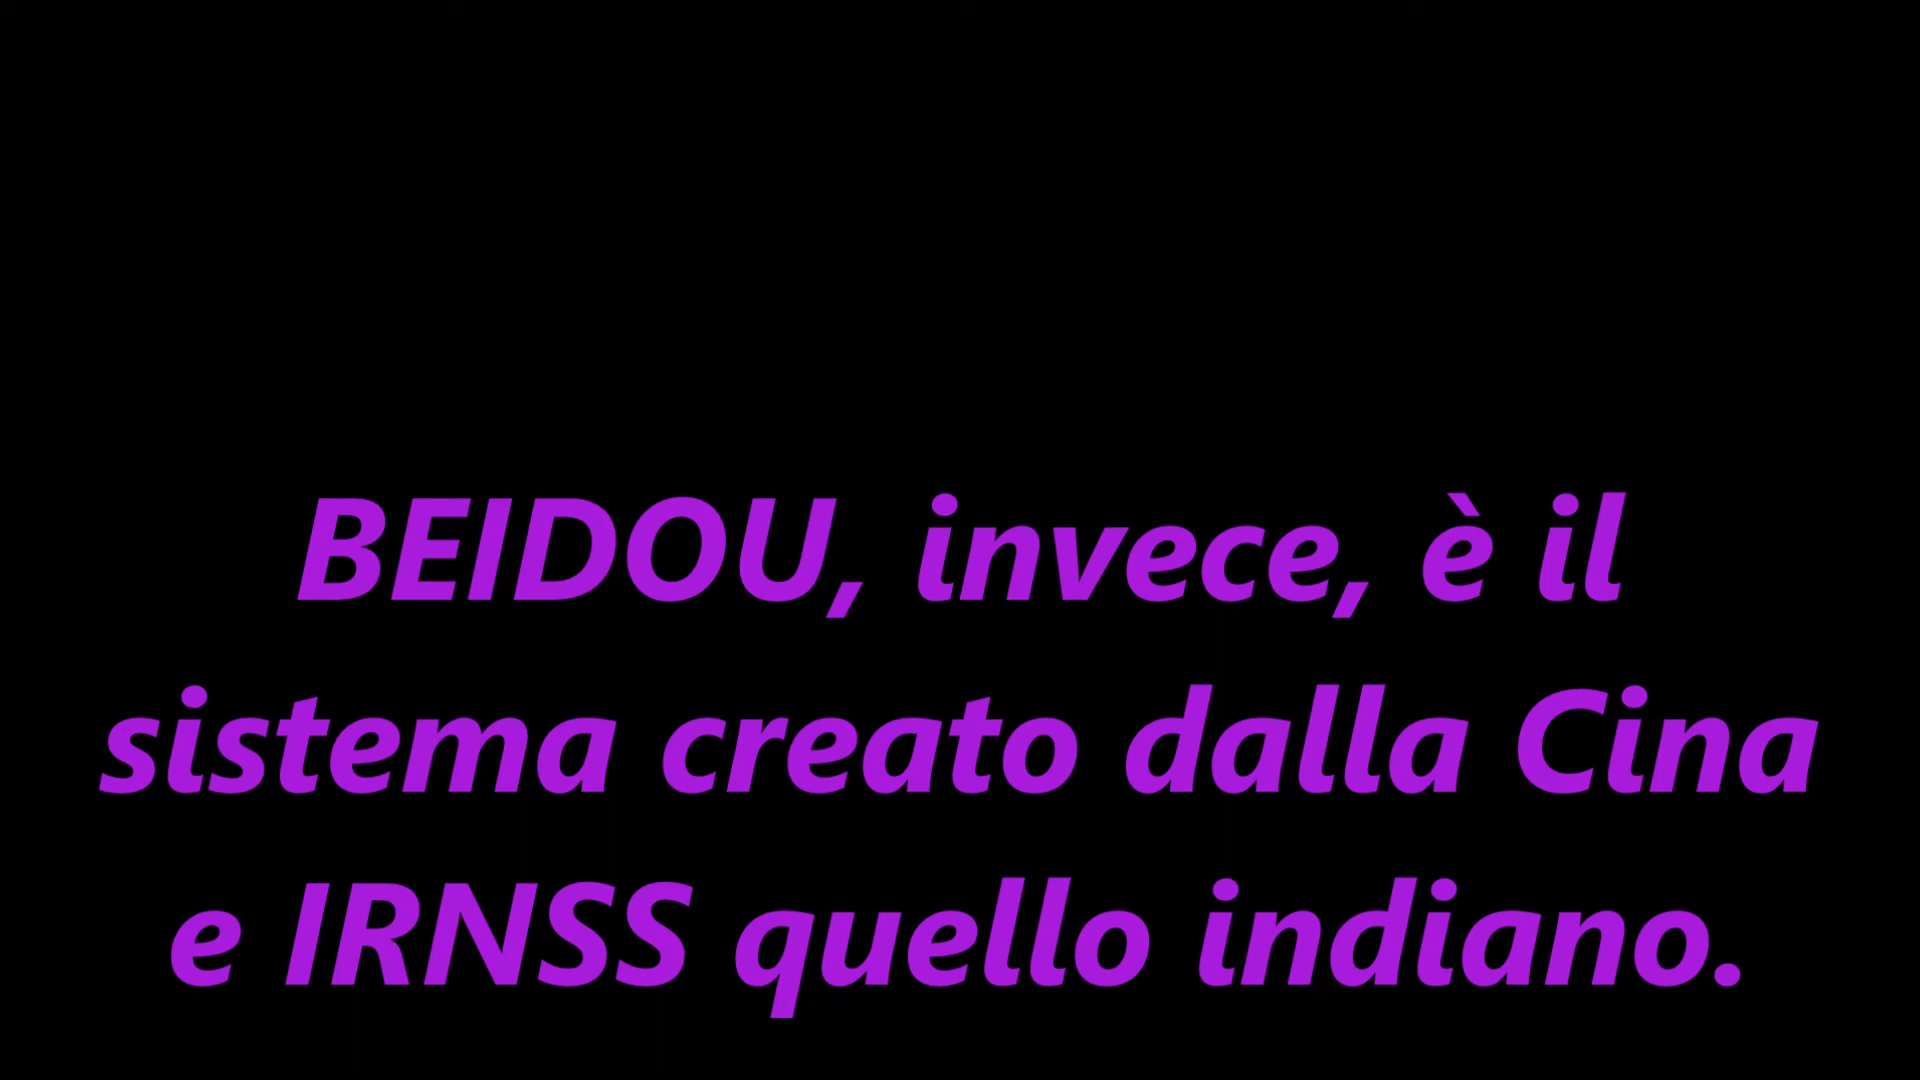 BEIDOU, invece, è il
sistema creato dalla Cina
e IRNSS quello indiano.